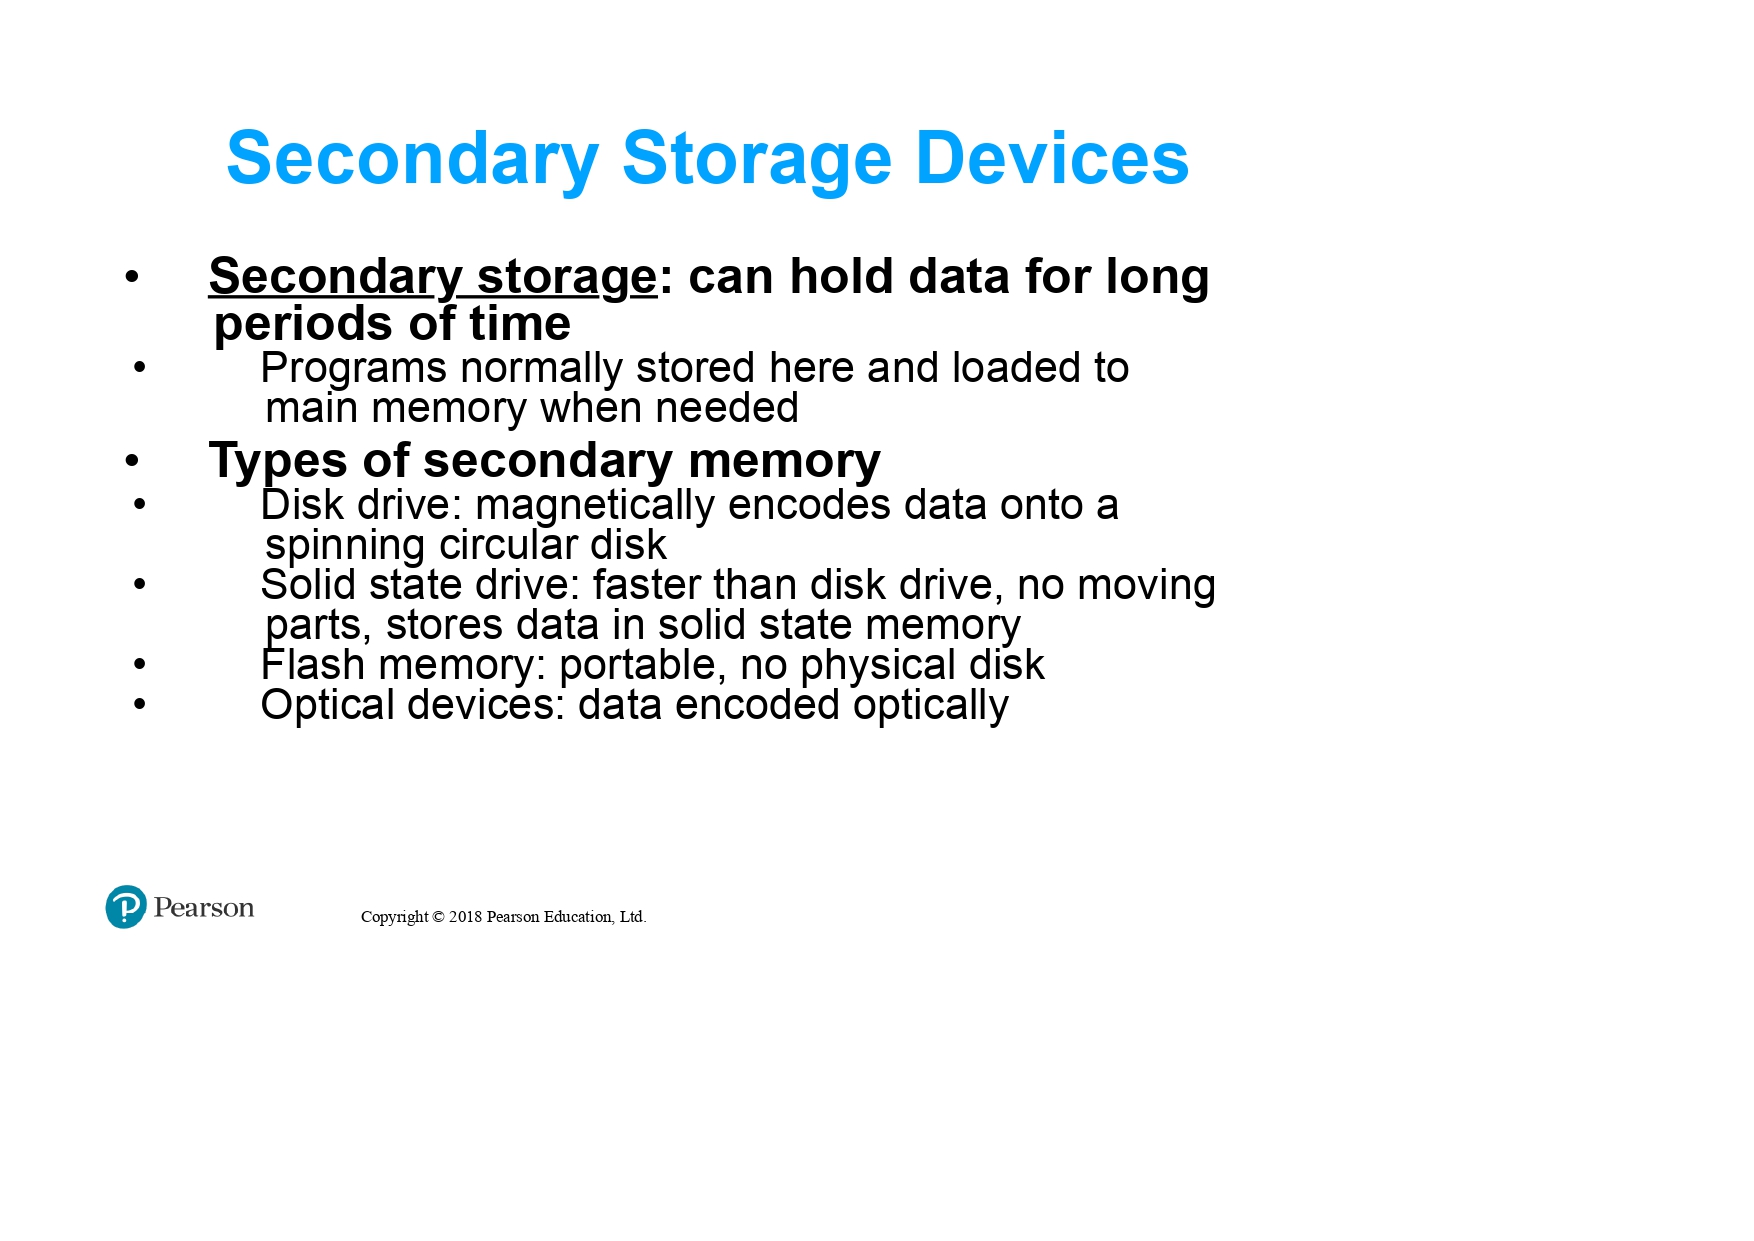 Secondary Storage Devices
• Secondary storage: can hold data for long
periods of time
• Programs normally stored here and loaded to
main memory when needed
• Types of secondary memory
• Disk drive: magnetically encodes data onto a
spinning circular disk
• Solid state drive: faster than disk drive, no moving
parts, stores data in solid state memory
• Flash memory: portable, no physical disk
• Optical devices: data encoded optically
Pearson
Copyright © 2018 Pearson Education, Ltd.